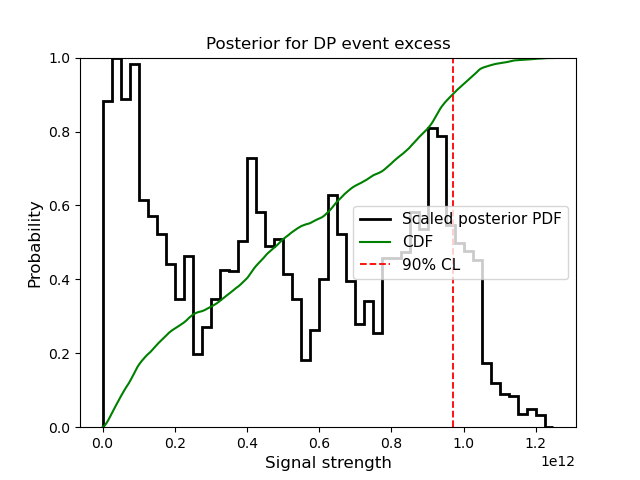 Posterior for DP event excess
Probability
1.0
0.8
0.6
0.4
0.2
0.0
Scaled posterior PDF
CDF
90% CL
0.0 0.2 0.4 0.6 0.8 1.0 1.2
1e12
Signal strength